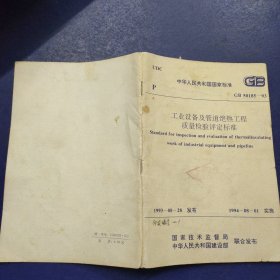 UDC
中华人民共和国国家标准
GB
P
GB 50185—93
工业设备及管道绝热工程
质量检验评定标准
Standard for inspection and evaluation of thermalinsulating
work of industrial equipment and pipeline
1993—09—28 发布
1994—08—01 实施
国家技术监督局
中华人民共和国建设部
联合发布